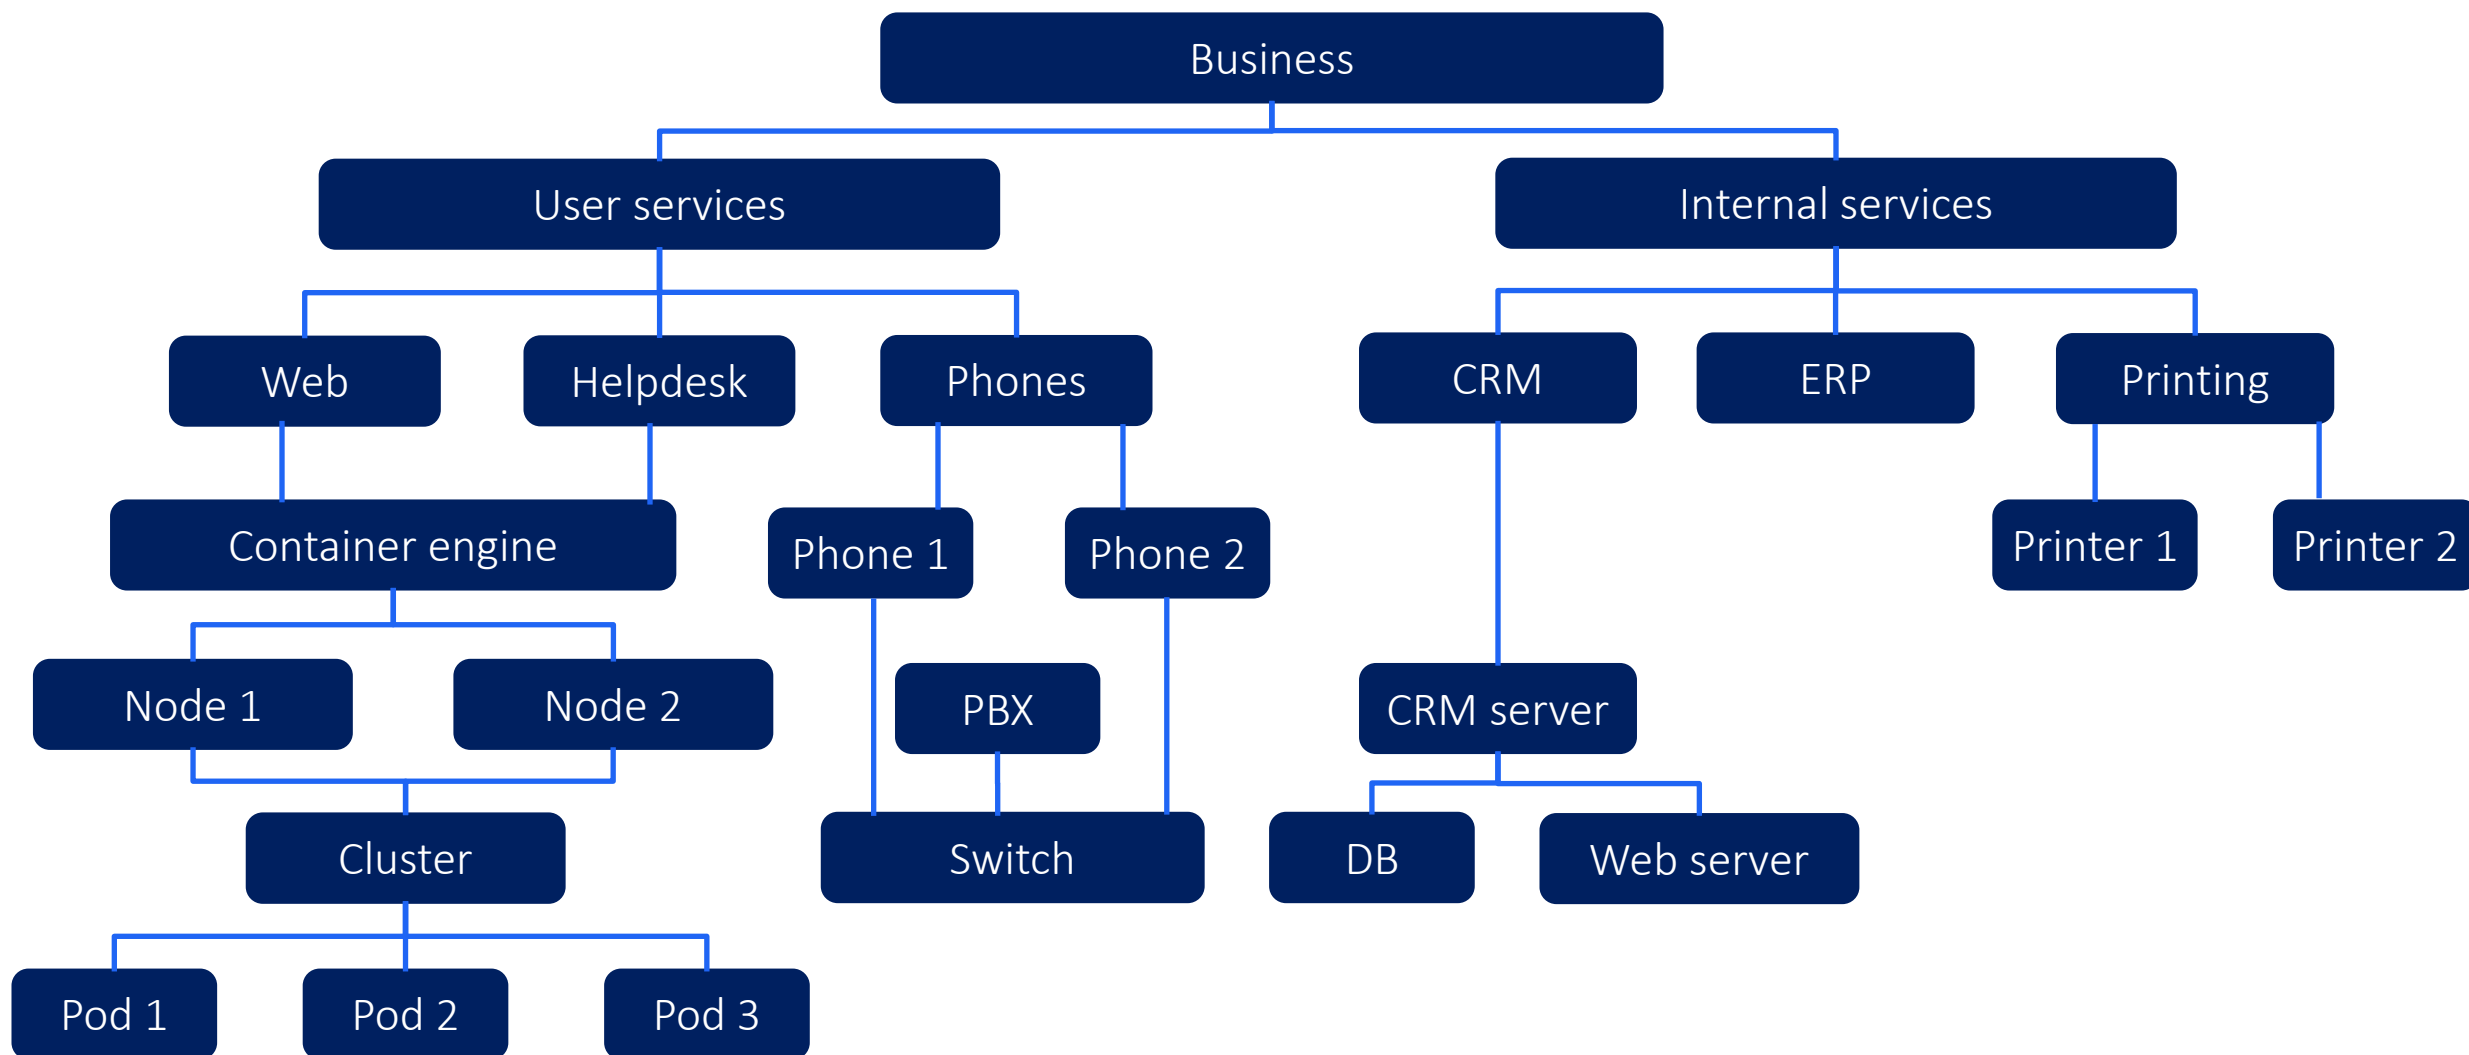 Business
User services
Internal services
Web
Helpdesk
Phones
CRM
ERP
Printing
Container engine
Phone 1
Phone 2
Printer 1
Printer 2
Node 1
Node 2
PBX
CRM server
Cluster
Switch
DB
Web server
Pod 1
Pod 2
Pod 3